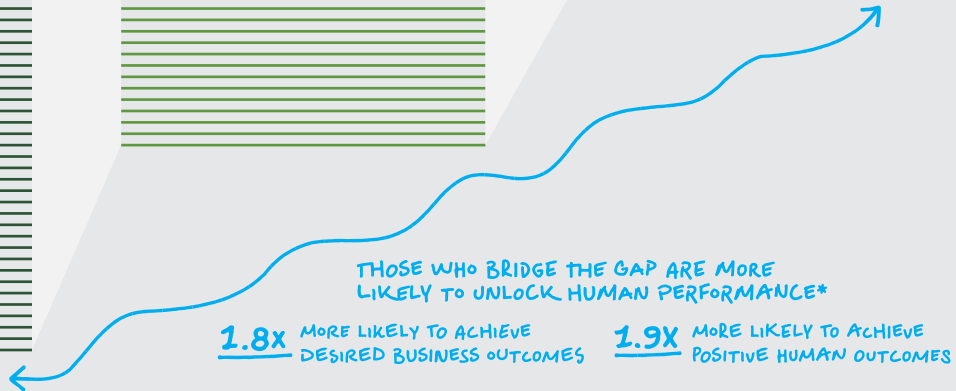 THOSE WHO BRIDGE THE GAP ARE MORE
LIKELY TO UNLOCK HUMAN PERFORMANCE*
1.8X
MORE LIKELY TO ACHIEVE
DESIRED BUSINESS OUTCOMES
1.9X
MORE LIKELY TO ACHIEVE
POSITIVE HUMAN OUTCOMES